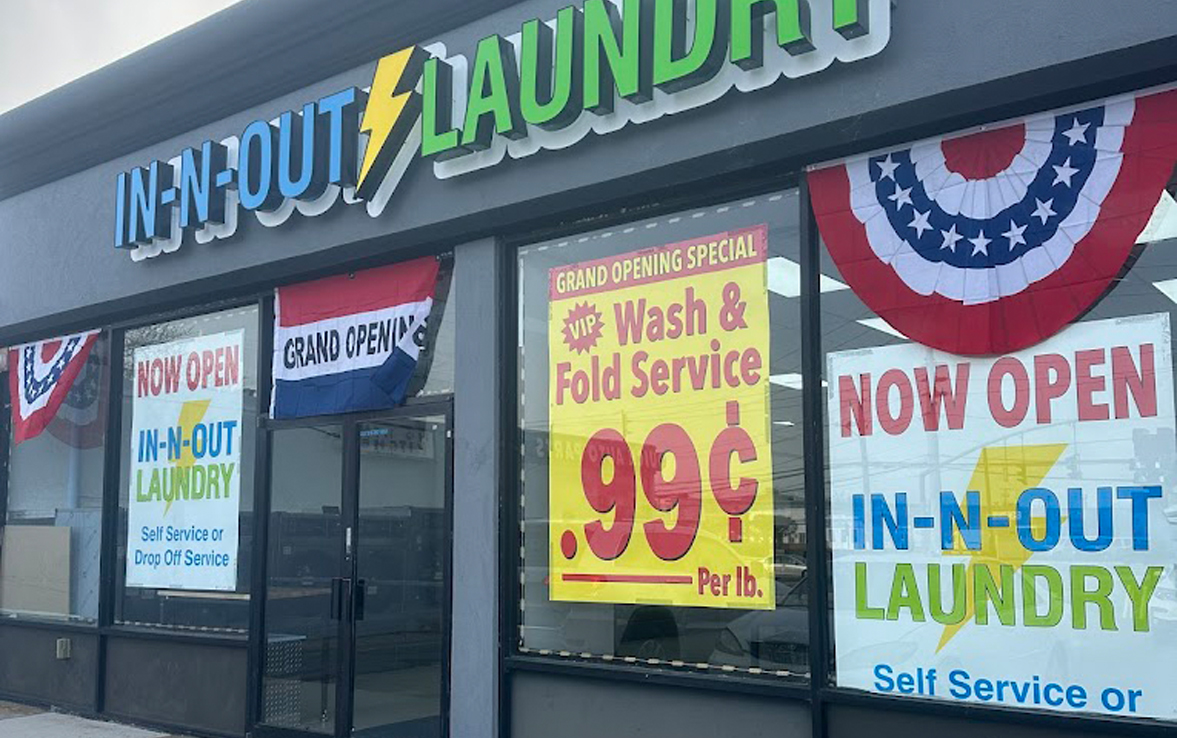 IN-N-OUT LAUNDRY
NOW OPEN
IN-N-OUT
LAUNDRY
Self Service or
Drop Off Service
GRAND OPENING
GRAND OPENING SPECIAL
VIP Wash &
Fold Service
.99¢
Per lb.
NOW OPEN
IN-N-OUT
LAUNDRY
Self Service or